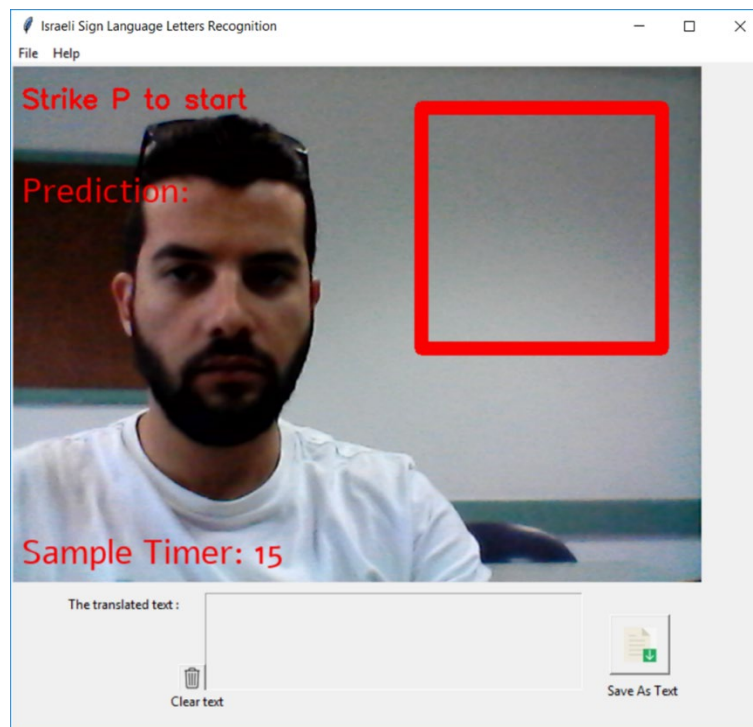 Israeli Sign Language Letters Recognition
File Help
Strike P to start
Prediction:
Sample Timer: 15
The translated text :
Clear text
Save As Text